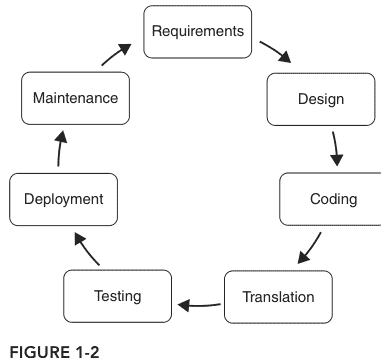 Requirements
Design
Coding
Translation
Testing
Deployment
Maintenance
FIGURE 1-2